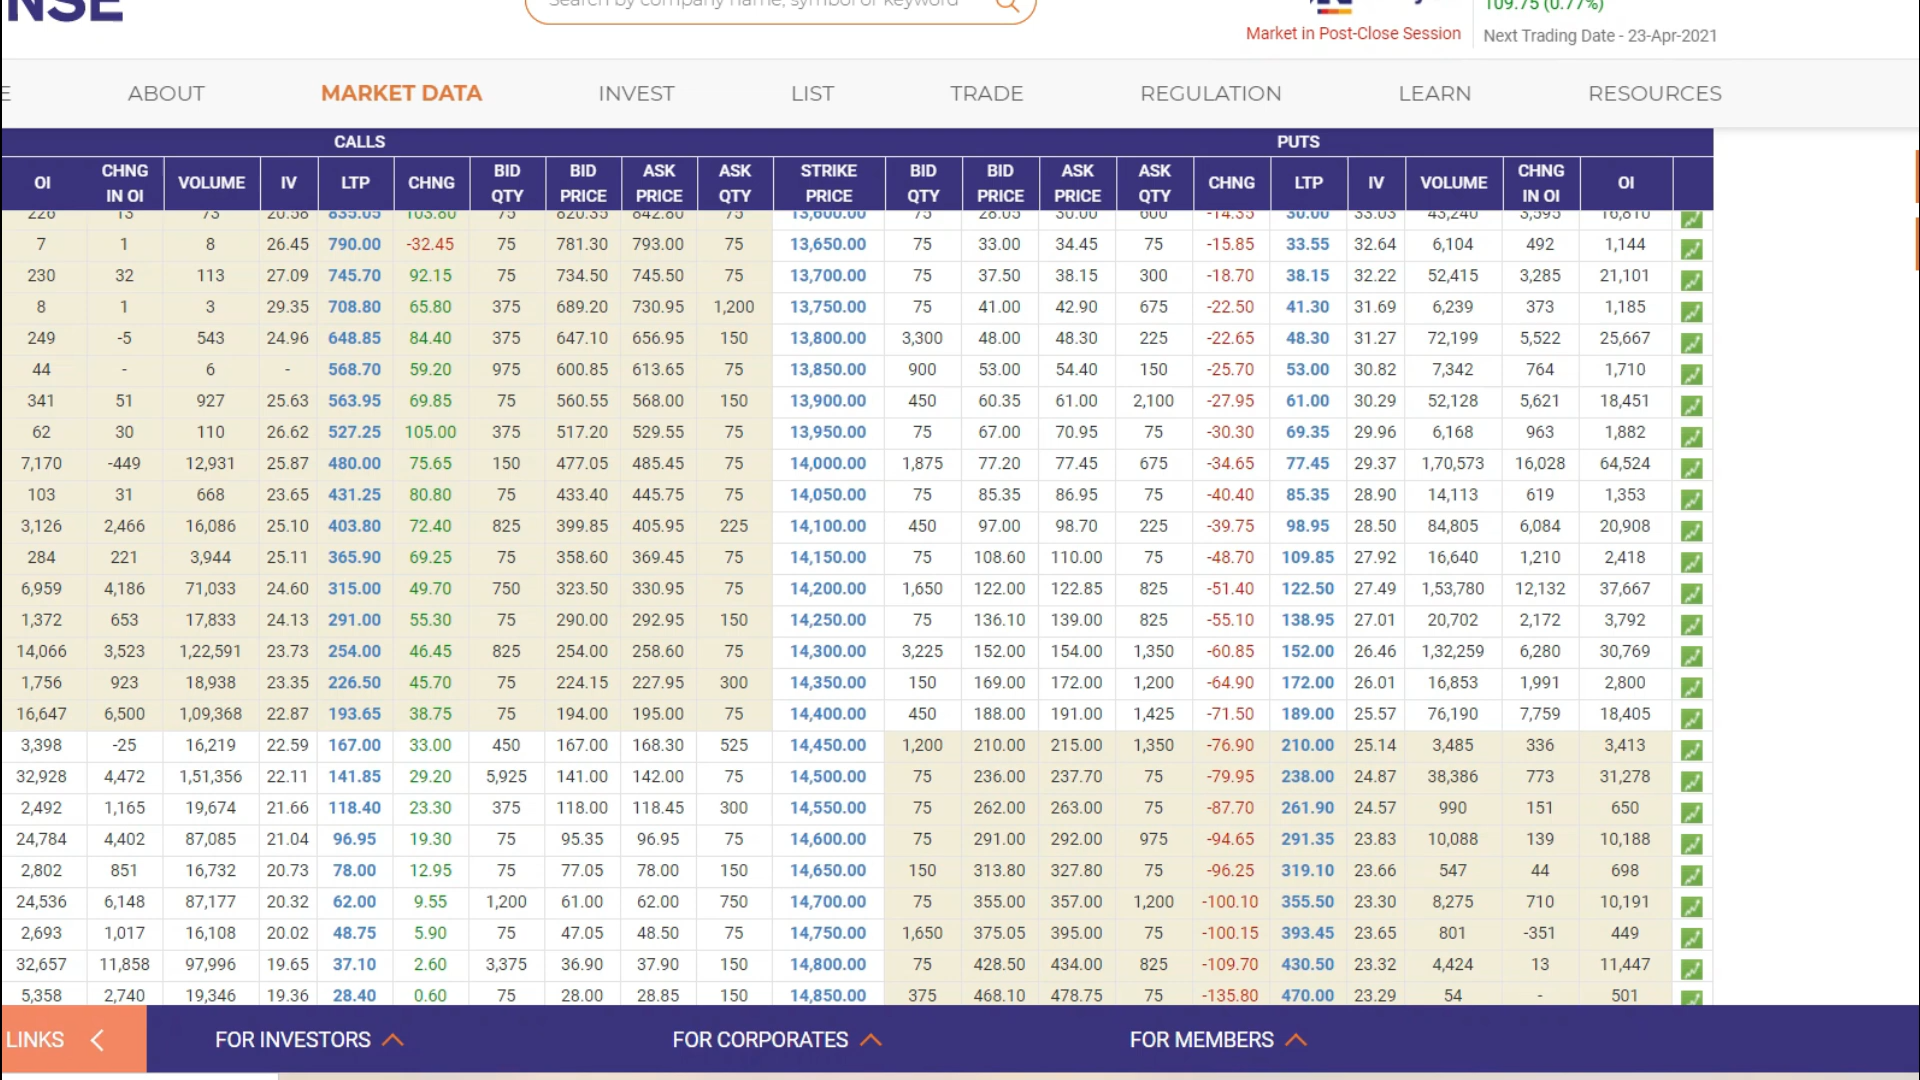 NSE
Search by company name, symbol or keyword
109.75 (0.77%)
Market in Post-Close Session
Next Trading Date - 23-Apr-2021
E ABOUT MARKET DATA INVEST LIST TRADE REGULATION LEARN RESOURCES
CALLS PUTS
OI CHNG IN OI VOLUME IV LTP CHNG BID QTY BID PRICE ASK PRICE ASK QTY STRIKE PRICE BID QTY BID PRICE ASK PRICE ASK QTY CHNG LTP IV VOLUME CHNG IN OI OI
226 13 73 20.58 835.05 103.80 75 820.35 842.80 75 13,600.00 75 28.05 30.00 600 -14.35 30.00 33.03 43,240 3,595 16,810
7 1 8 26.45 790.00 -32.45 75 781.30 793.00 75 13,650.00 75 33.00 34.45 75 -15.85 33.55 32.64 6,104 492 1,144
230 32 113 27.09 745.70 92.15 75 734.50 745.50 75 13,700.00 75 37.50 38.15 300 -18.70 38.15 32.22 52,415 3,285 21,101
8 1 3 29.35 708.80 65.80 375 689.20 730.95 1,200 13,750.00 75 41.00 42.90 675 -22.50 41.30 31.69 6,239 373 1,185
249 -5 543 24.96 648.85 84.40 375 647.10 656.95 150 13,800.00 3,300 48.00 48.30 225 -22.65 48.30 31.27 72,199 5,522 25,667
44 - 6 - 568.70 59.20 975 600.85 613.65 75 13,850.00 900 53.00 54.40 150 -25.70 53.00 30.82 7,342 764 1,710
341 51 927 25.63 563.95 69.85 75 560.55 568.00 150 13,900.00 450 60.35 61.00 2,100 -27.95 61.00 30.29 52,128 5,621 18,451
62 30 110 26.62 527.25 105.00 375 517.20 529.55 75 13,950.00 75 67.00 70.95 75 -30.30 69.35 29.96 6,168 963 1,882
7,170 -449 12,931 25.87 480.00 75.65 150 477.05 485.45 75 14,000.00 1,875 77.20 77.45 675 -34.65 77.45 29.37 1,70,573 16,028 64,524
103 31 668 23.65 431.25 80.80 75 433.40 445.75 75 14,050.00 75 85.35 86.95 75 -40.40 85.35 28.90 14,113 619 1,353
3,126 2,466 16,086 25.10 403.80 72.40 825 399.85 405.95 225 14,100.00 450 97.00 98.70 225 -39.75 98.95 28.50 84,805 6,084 20,908
284 221 3,944 25.11 365.90 69.25 75 358.60 369.45 75 14,150.00 75 108.60 110.00 75 -48.70 109.85 27.92 16,640 1,210 2,418
6,959 4,186 71,033 24.60 315.00 49.70 750 323.50 330.95 75 14,200.00 1,650 122.00 122.85 825 -51.40 122.50 27.49 1,53,780 12,132 37,667
1,372 653 17,833 24.13 291.00 55.30 75 290.00 292.95 150 14,250.00 75 136.10 139.00 825 -55.10 138.95 27.01 20,702 2,172 3,792
14,066 3,523 1,22,591 23.73 254.00 46.45 825 254.00 258.60 75 14,300.00 3,225 152.00 154.00 1,350 -60.85 152.00 26.46 1,32,259 6,280 30,769
1,756 923 18,938 23.35 226.50 45.70 75 224.15 227.95 300 14,350.00 150 169.00 172.00 1,200 -64.90 172.00 26.01 16,853 1,991 2,800
16,647 6,500 1,09,368 22.87 193.65 38.75 75 194.00 195.00 75 14,400.00 450 188.00 191.00 1,425 -71.50 189.00 25.57 76,190 7,759 18,405
3,398 -25 16,219 22.59 167.00 33.00 450 167.00 168.30 525 14,450.00 1,200 210.00 215.00 1,350 -76.90 210.00 25.14 3,485 336 3,413
32,928 4,472 1,51,356 22.11 141.85 29.20 5,925 141.00 142.00 75 14,500.00 75 236.00 237.70 75 -79.95 238.00 24.87 38,386 773 31,278
2,492 1,165 19,674 21.66 118.40 23.30 375 118.00 118.45 300 14,550.00 75 262.00 263.00 75 -87.70 261.90 24.57 990 151 650
24,784 4,402 87,085 21.04 96.95 19.30 75 95.35 96.95 75 14,600.00 75 291.00 292.00 975 -94.65 291.35 23.83 10,088 139 10,188
2,802 851 16,732 20.73 78.00 12.95 75 77.05 78.00 150 14,650.00 150 313.80 327.80 75 -96.25 319.10 23.66 547 44 698
24,536 6,148 87,177 20.32 62.00 9.55 1,200 61.00 62.00 750 14,700.00 75 355.00 357.00 1,200 -100.10 355.50 23.30 8,275 710 10,191
2,693 1,017 16,108 20.02 48.75 5.90 75 47.05 48.50 75 14,750.00 1,650 375.05 395.00 75 -100.15 393.45 23.65 801 -351 449
32,657 11,858 97,996 19.65 37.10 2.60 3,375 36.90 37.90 150 14,800.00 75 428.50 434.00 825 -109.70 430.50 23.32 4,424 13 11,447
5,358 2,740 19,346 19.36 28.40 0.60 75 28.00 28.85 150 14,850.00 375 468.10 478.75 75 -135.80 470.00 23.29 54 - 501
LINKS FOR INVESTORS FOR CORPORATES FOR MEMBERS